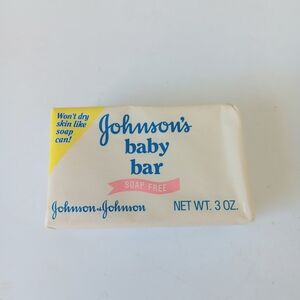 Won't dry
skin like
soap
can!
Johnson's
baby
bar
SOAP FREE
Johnson & Johnson
NET WT. 3 OZ.